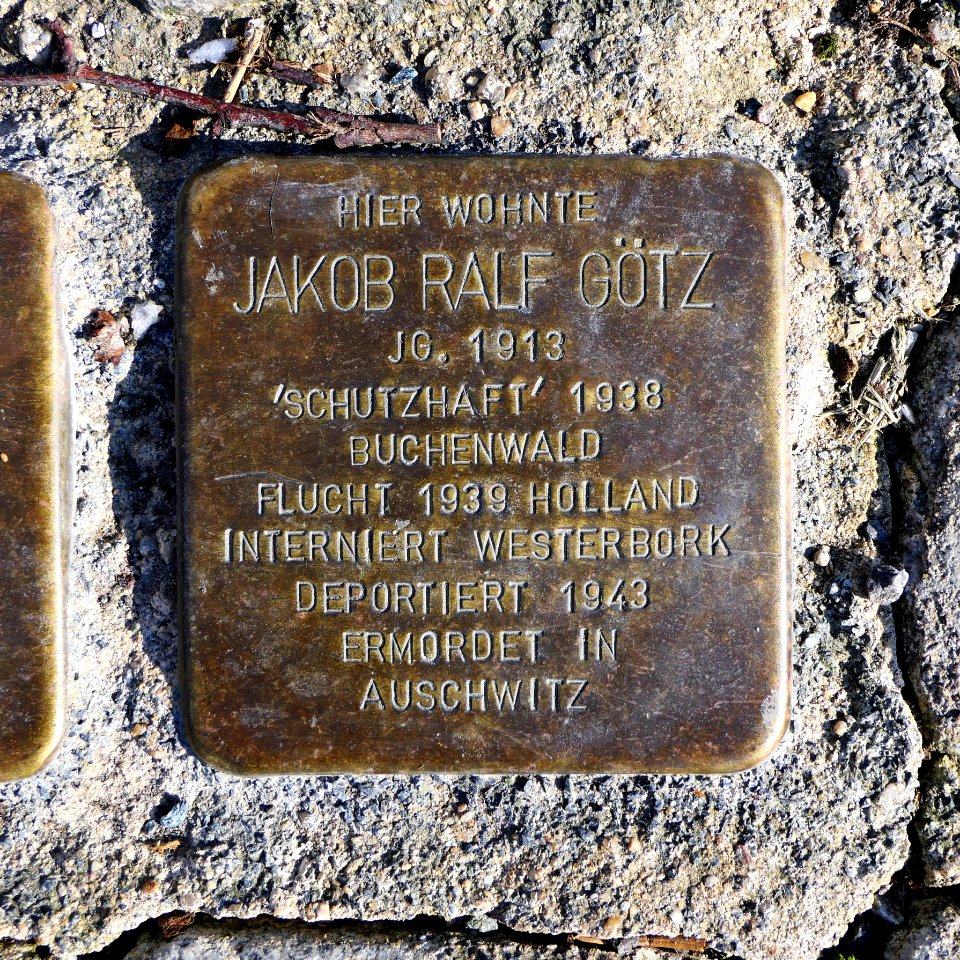 HIER WOHNTE
JAKOB RALF GÖTZ
JG. 1913
'SCHUTZHAFT' 1938
BUCHENWALD
FLUCHT 1939 HOLLAND
INTERNIERT WESTERBORK
DEPORTIERT 1943
ERMORDET IN
AUSCHWITZ